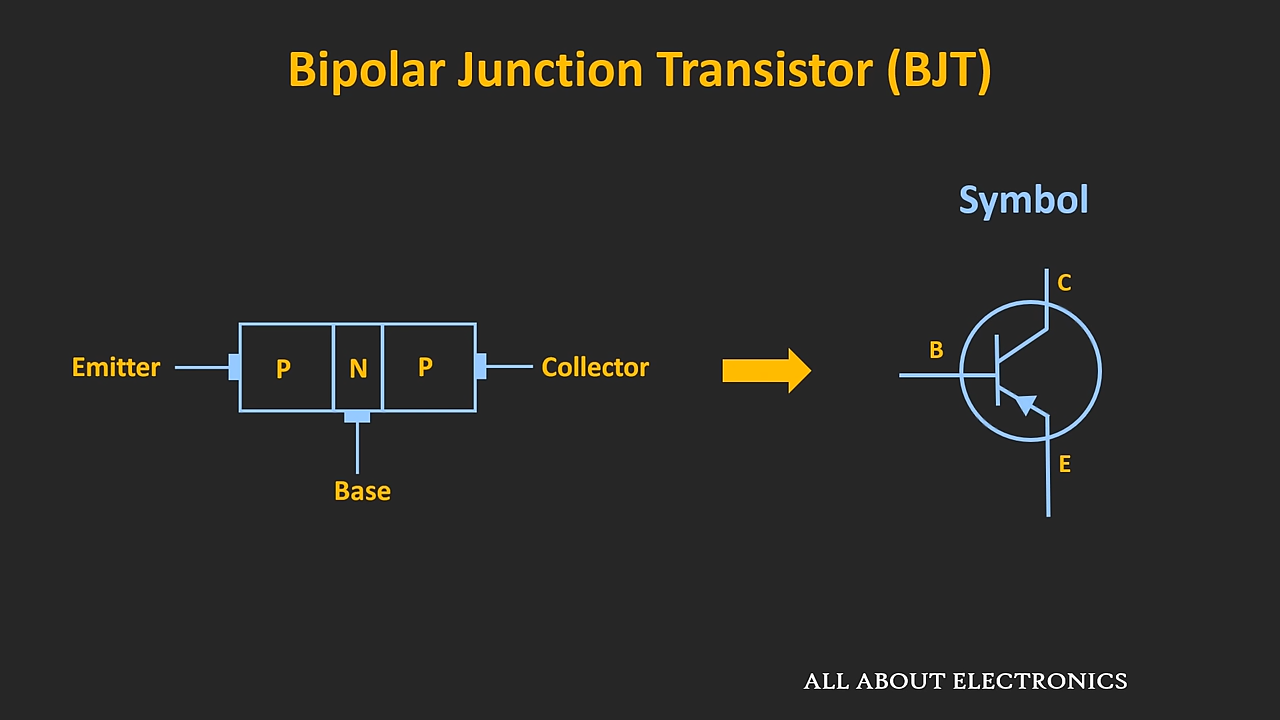 Bipolar Junction Transistor (BJT)
Symbol
C
B
Emitter
P
N
P
Collector
E
Base
ALL ABOUT ELECTRONICS